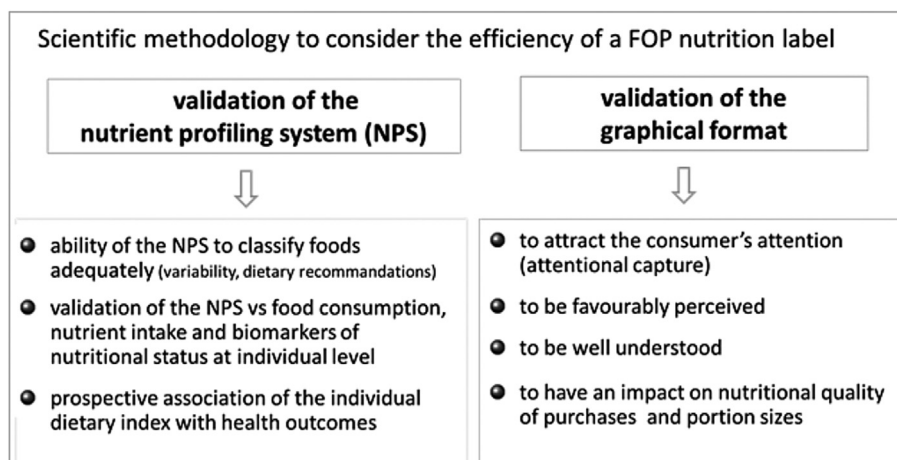 Scientific methodology to consider the efficiency of a FOP nutrition label
validation of the
nutrient profiling system (NPS)
ability of the NPS to classify foods
adequately (variability, dietary recommandations)
validation of the NPS vs food consumption,
nutrient intake and biomarkers of
nutritional status at individual level
prospective association of the individual
dietary index with health outcomes
validation of the
graphical format
to attract the consumer's attention
(attentional capture)
to be favourably perceived
to be well understood
to have an impact on nutritional quality
of purchases and portion sizes